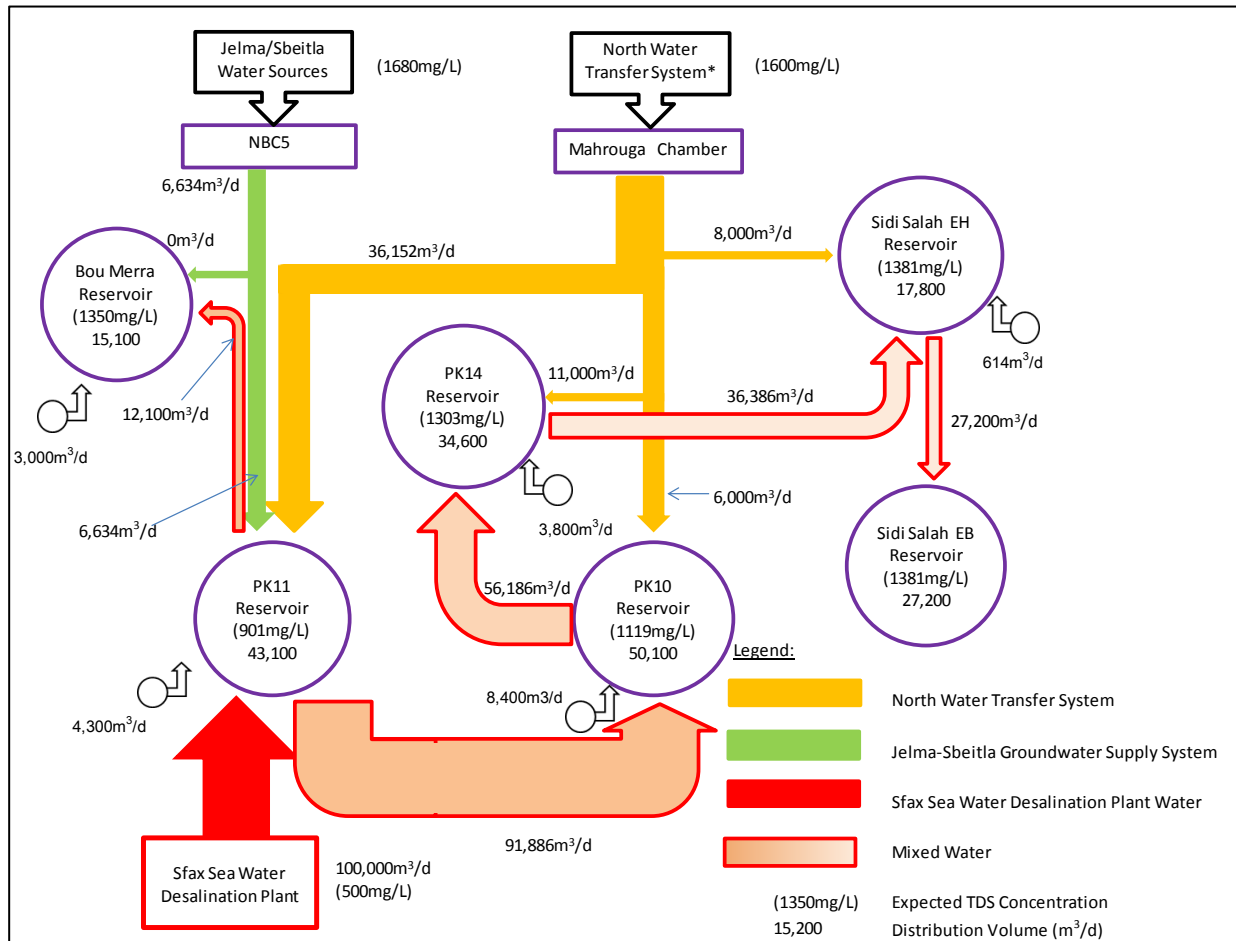 Jelma/Sbeitla
Water Sources
(1680mg/L)
North Water
Transfer System*
(1600mg/L)
NBC5
Mahrouga Chamber
6,634m³/d
0m³/d
36,152m³/d
8,000m³/d
Sidi Salah EH
Reservoir
(1381mg/L)
17,800
Bou Merra
Reservoir
(1350mg/L)
15,100
614m³/d
PK14
Reservoir
(1303mg/L)
34,600
11,000m³/d
36,386m³/d
12,100m³/d
3,000m³/d
27,200m³/d
6,634m³/d
3,800m³/d
6,000m³/d
Sidi Salah EB
Reservoir
(1381mg/L)
27,200
PK11
Reservoir
(901mg/L)
43,100
56,186m³/d
PK10
Reservoir
(1119mg/L)
50,100
4,300m³/d
8,400m3/d
91,886m³/d
Sfax Sea Water
Desalination Plant
100,000m³/d
(500mg/L)
Legend:
North Water Transfer System
Jelma-Sbeitla Groundwater Supply System
Sfax Sea Water Desalination Plant Water
Mixed Water
(1350mg/L) Expected TDS Concentration
15,200 Distribution Volume (m³/d)